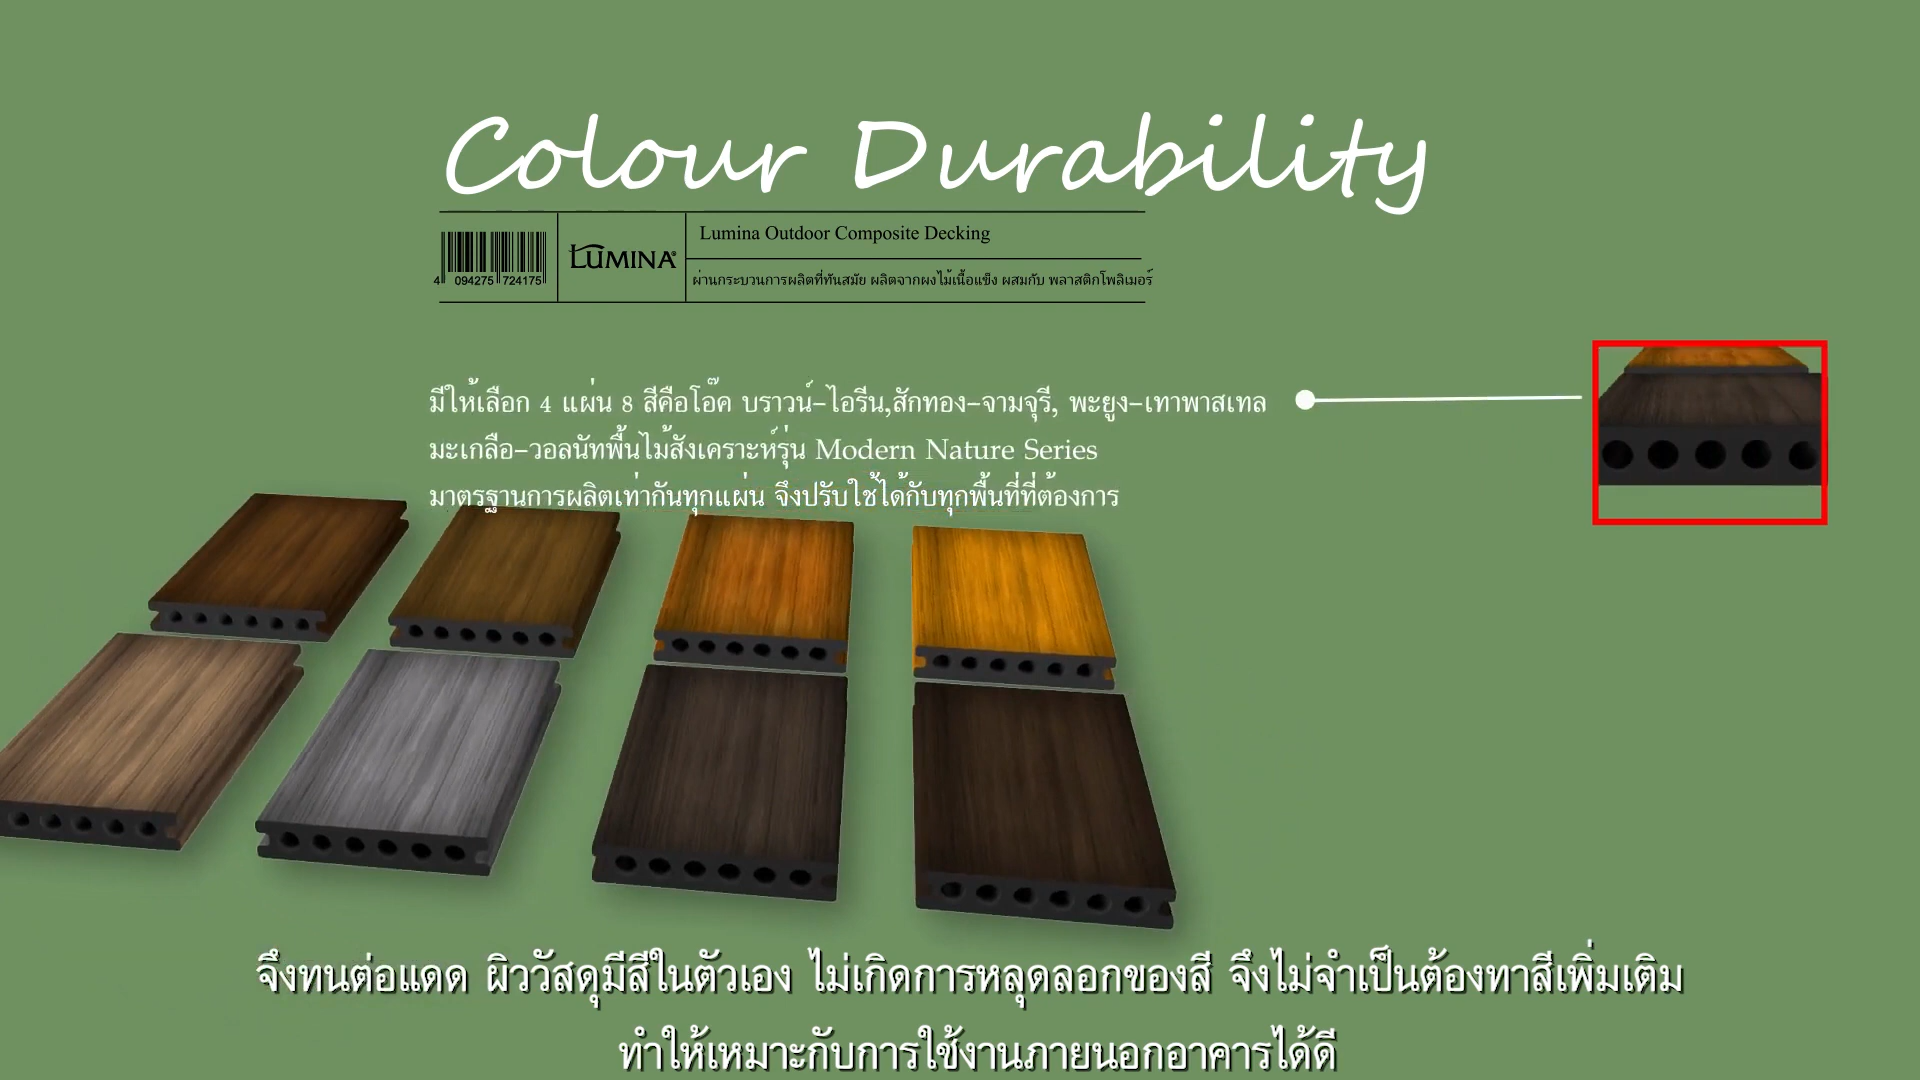 Colour Durability
4 094275 724175
LUMINA®
Lumina Outdoor Composite Decking
ผ่านกระบวนการผลิตที่ทันสมัย ผลิตจากผงไม้เนื้อแข็ง ผสมกับ พลาสติกโพลิเมอร์
มีให้เลือก 4 แผ่น 8 สีคือโอ๊ค บราวน์-ไอรีน,สักทอง-จามจุรี, พะยูง-เทาพาสเทล
มะเกลือ-วอลนัทพื้นไม้สังเคราะห์รุ่น Modern Nature Series
มาตรฐานการผลิตเท่ากันทุกแผ่น จึงปรับใช้ได้กับทุกพื้นที่ที่ต้องการ
จึงทนต่อแดด ผิววัสดุมีสีในตัวเอง ไม่เกิดการหลุดลอกของสี จึงไม่จำเป็นต้องทาสีเพิ่มเติม
ทำให้เหมาะกับการใช้งานภายนอกอาคารได้ดี